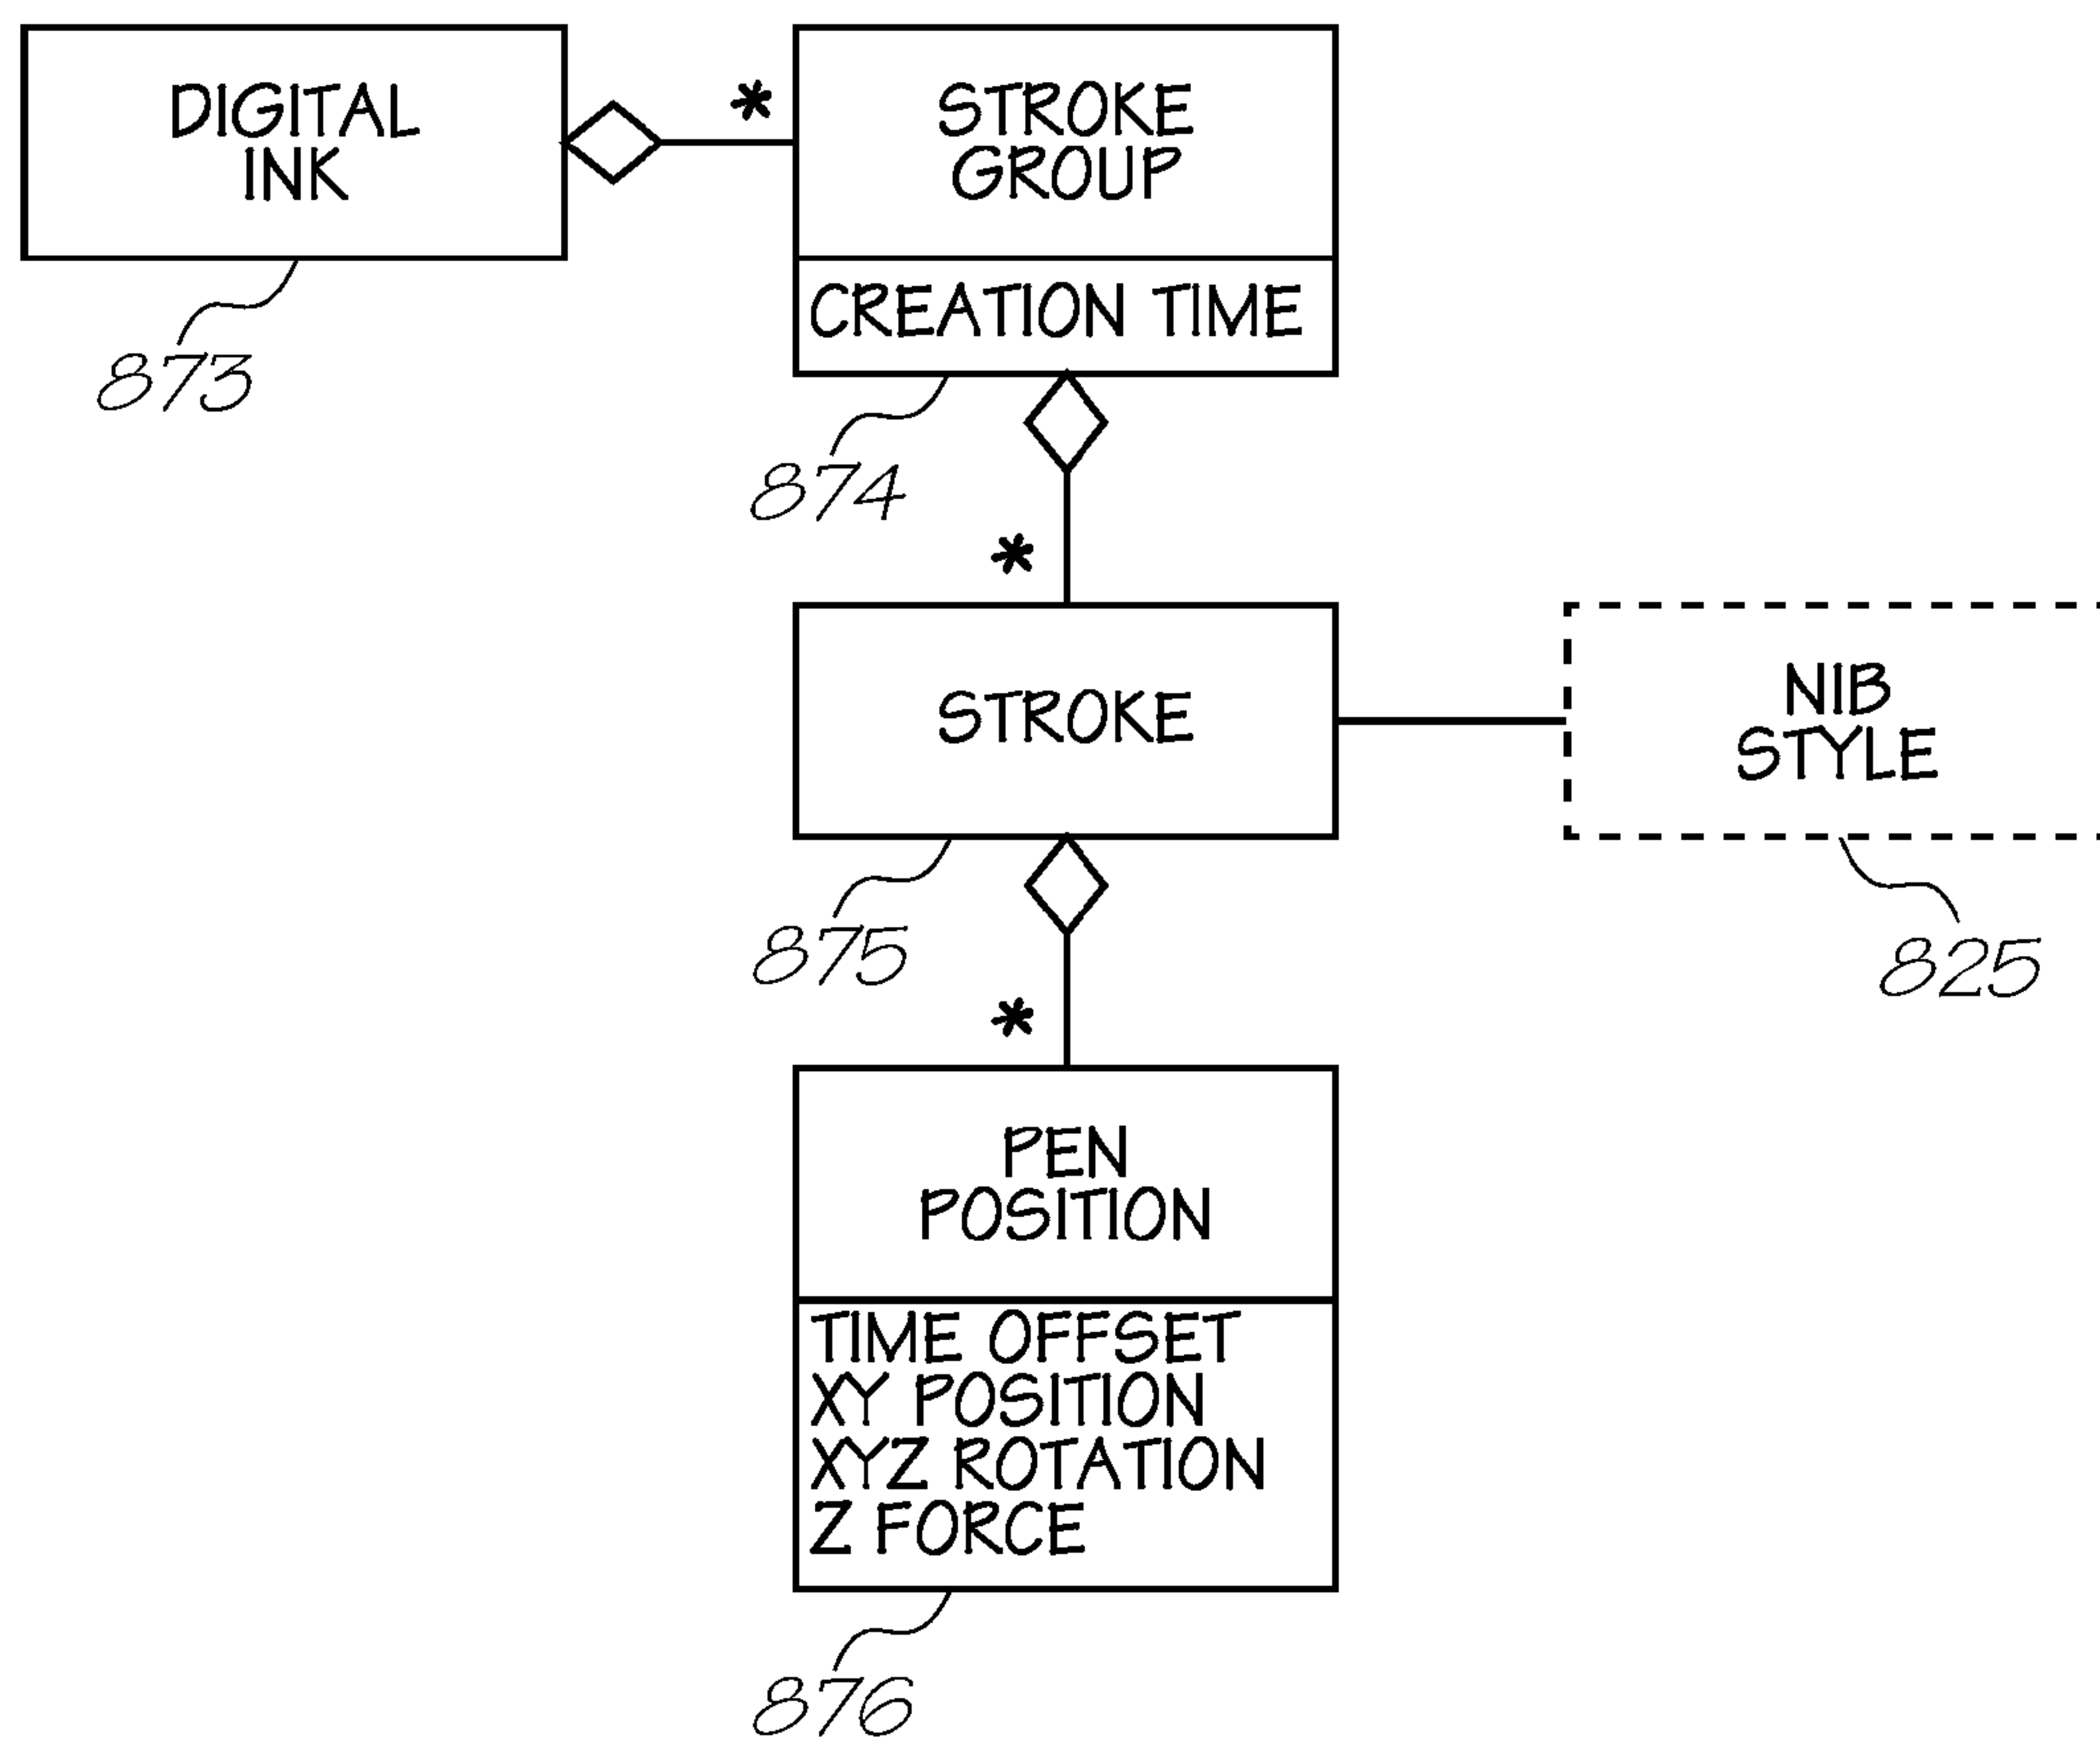 DIGITAL
INK
*
STROKE
GROUP
CREATION TIME
873
874
*
STROKE
NIB
STYLE
875
825
*
PEN
POSITION
TIME OFFSET
XY POSITION
XYZ ROTATION
Z FORCE
876